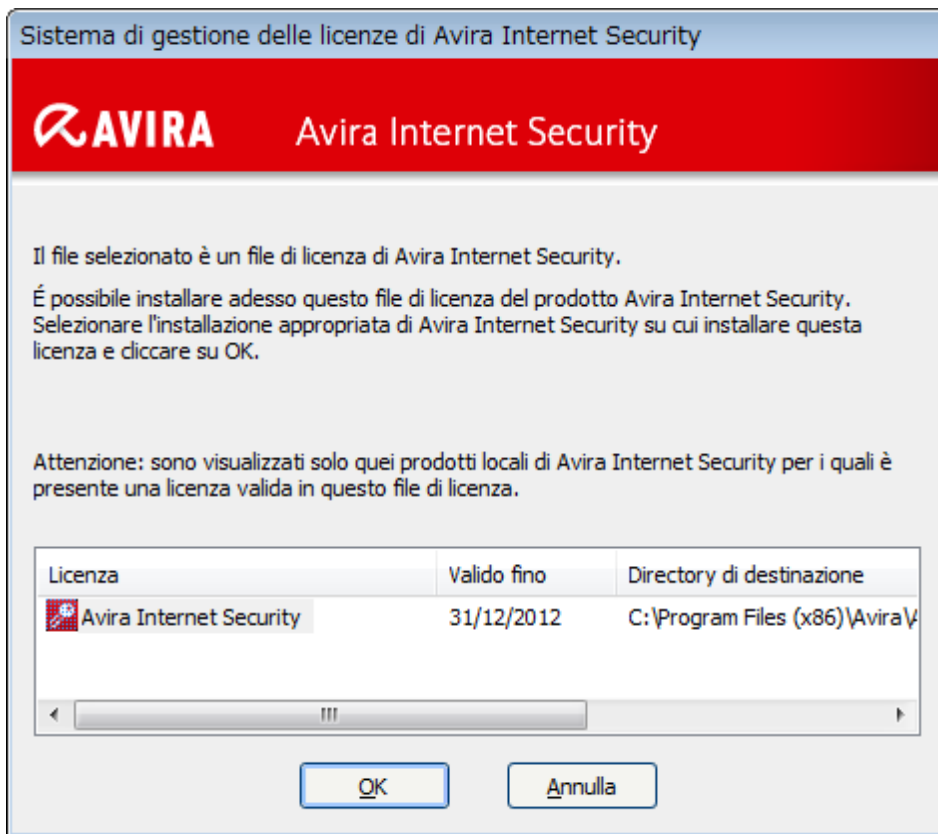 Sistema di gestione delle licenze di Avira Internet Security
AVIRA Avira Internet Security
Il file selezionato è un file di licenza di Avira Internet Security.
É possibile installare adesso questo file di licenza del prodotto Avira Internet Security.
Selezionare l'installazione appropriata di Avira Internet Security su cui installare questa
licenza e cliccare su OK.
Attenzione: sono visualizzati solo quei prodotti locali di Avira Internet Security per i quali è
presente una licenza valida in questo file di licenza.
Licenza Valido fino Directory di destinazione
Avira Internet Security 31/12/2012 C:\Program Files (x86)\Avira\A
OK Annulla